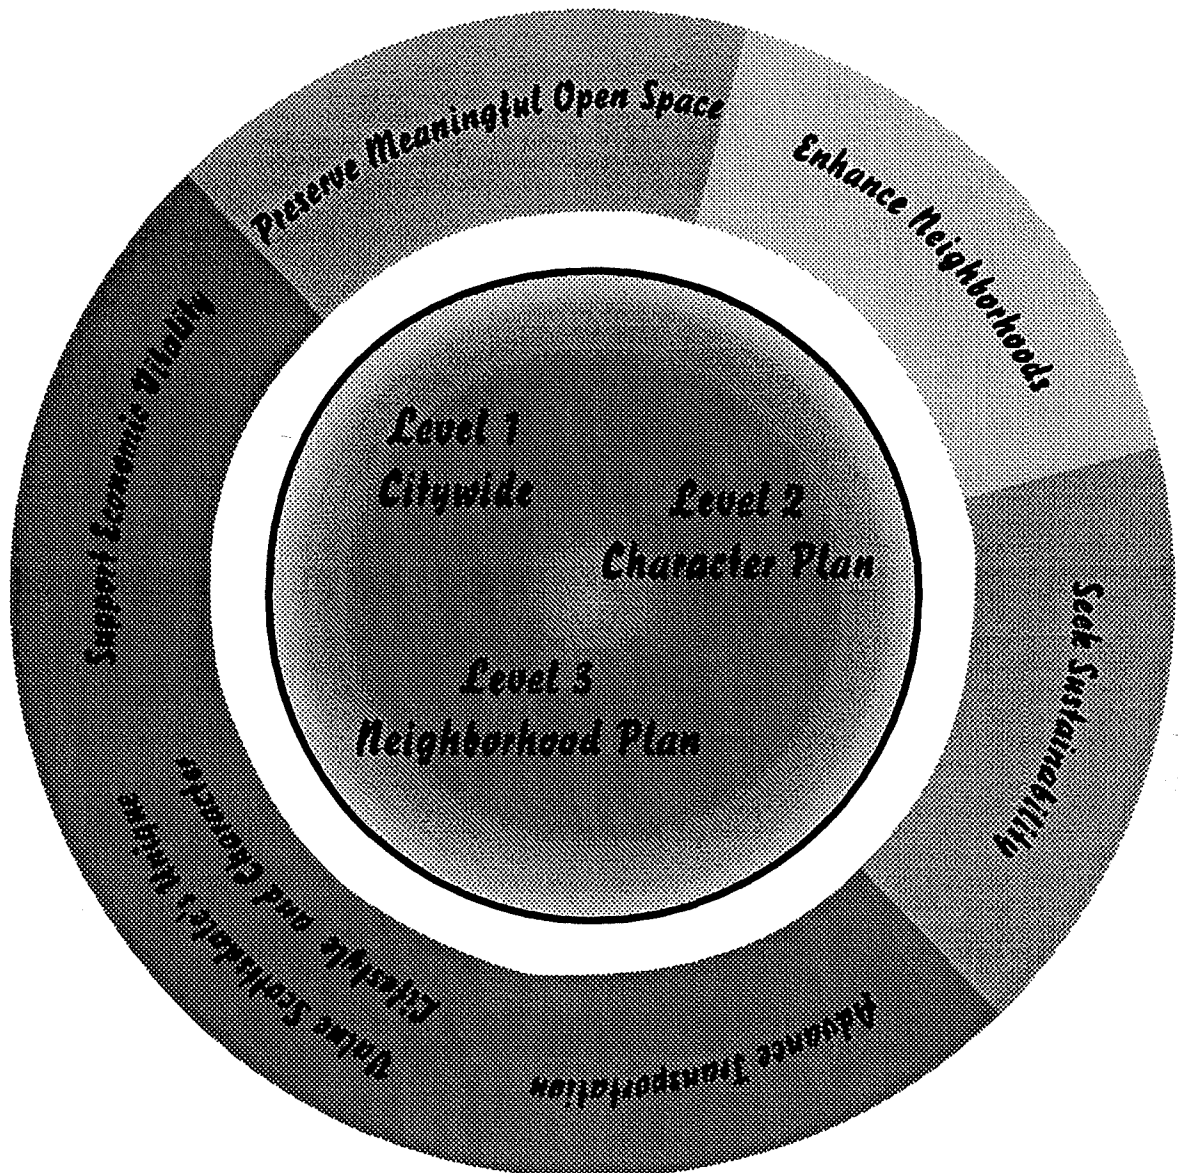 Preserve Meaningful Open Space
Enhance Neighborhoods
Seek Sustainability
Advance Transportation
Value Scottsdale's Unique
Lifestyle, and Character
Support Economic Vitality
Level 1
Citywide
Level 2
Character Plan
Level 3
Neighborhood Plan